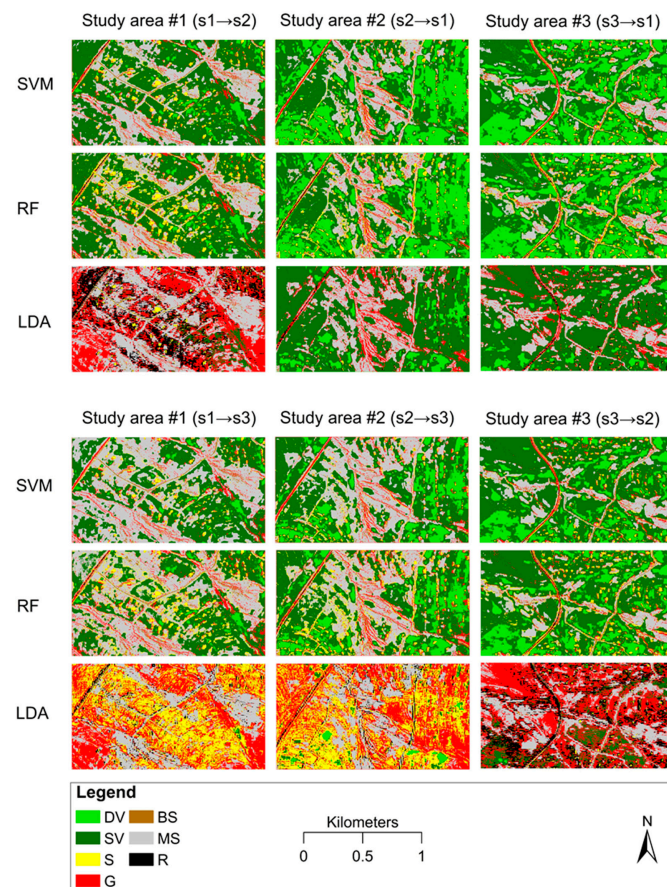 Study area #1 (s1→s2) Study area #2 (s2→s1) Study area #3 (s3→s1)
SVM
RF
LDA
Study area #1 (s1→s3) Study area #2 (s2→s3) Study area #3 (s3→s2)
SVM
RF
LDA
Legend
DV BS
SV MS
S R
G
Kilometers
0 0.5 1
N